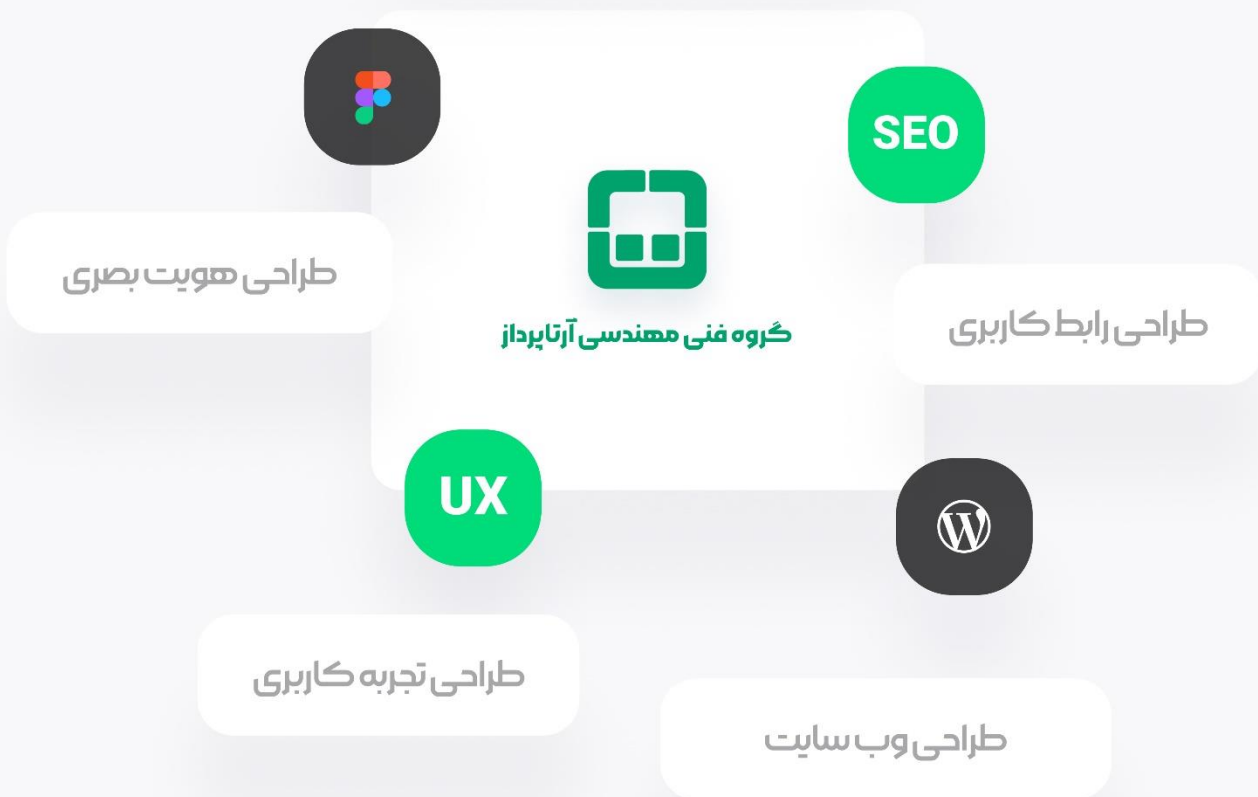 SEO
طراحی هویت بصری
طراحی رابط کاربری
گروه فنی مهندسی آرتاپرداز
UX
طراحی تجربه کاربری
طراحی وب سایت